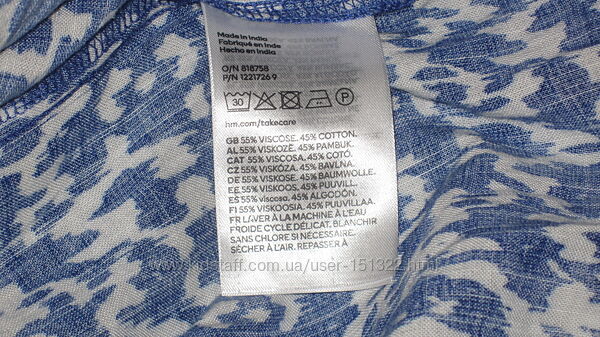 Made in India
Fabriqué en Inde
Hecho en India
O/N 818758
P/N 1221726 9
30
P
hm.com/takecare
GB 55% VISCOSE. 45% COTTON.
AL 55% VISKOZË. 45% PAMBUK.
CAT 55% VISCOSA. 45% COTÓ.
CZ 55% VISKÓZA. 45% BAVLNA.
DE 55% VISKOSE. 45% BAUMWOLLE.
EE 55% VISKOOS. 45% PUUVILL.
ES 55% viscosa. 45% ALGODÓN.
FI 55% VISKOOSIA. 45% PUUVILLAA.
FR LAVER À LA MACHINE À L'EAU
FROIDE CYCLE DÉLICAT. BLANCHIR
SANS CHLORE SI NÉCESSAIRE.
SÉCHER À L'AIR. REPASSER À